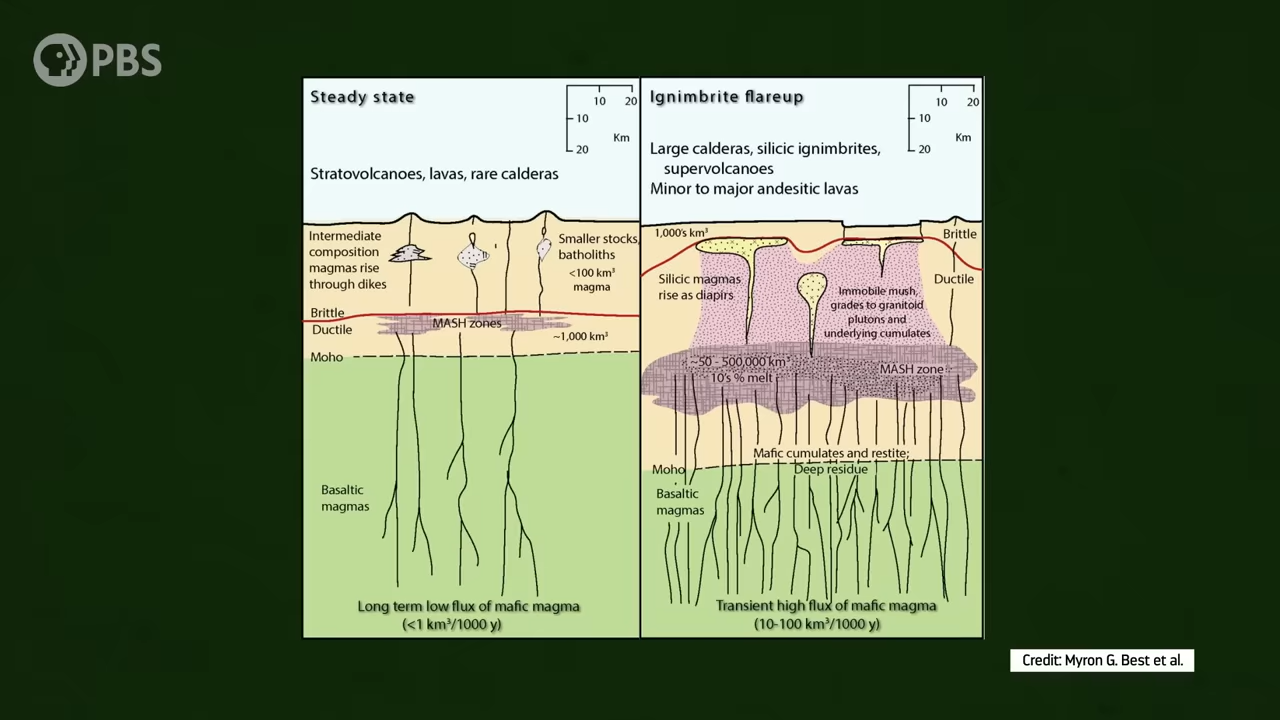 PBS
Steady state
10 20
10
Km
20
Stratovolcanoes, lavas, rare calderas
Intermediate
composition
magmas rise
through dikes
Smaller stocks,
batholiths
<100 km³
magma
Brittle
Ductile
MASH zones
~1,000 km³
Moho
Basaltic
magmas
Long term low flux of mafic magma
(<1 km³/1000 y)
Ignimbrite flareup
10 20
10
Km
20
Large calderas, silicic ignimbrites,
supervolcanoes
Minor to major andesitic lavas
1,000's km³
Brittle
Silicic magmas
rise as diapirs
Ductile
Immobile mush,
grades to granitoid
plutons and
underlying cumulates
~50 - 500,000 km³
10's % melt
MASH zone
Mafic cumulates and restite;
Moho
Deep residue
Basaltic
magmas
Transient high flux of mafic magma
(10-100 km³/1000 y)
Credit: Myron G. Best et al.